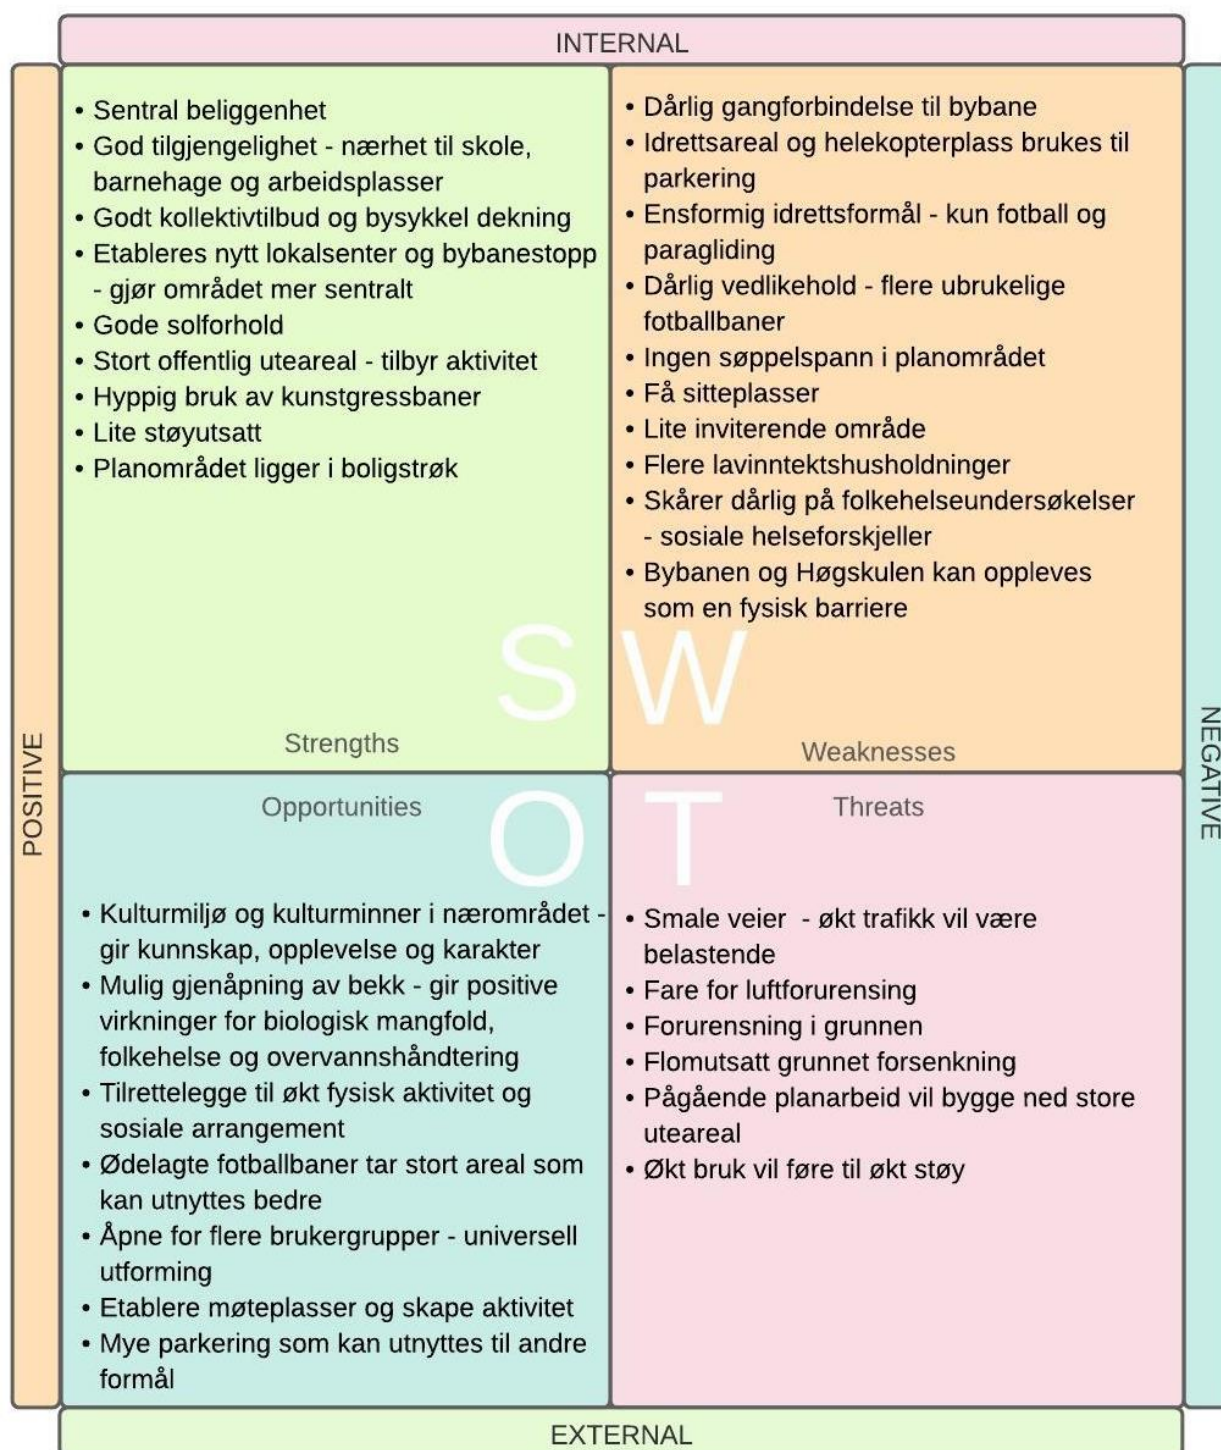 INTERNAL
POSITIVE
NEGATIVE
• Sentral beliggenhet
• God tilgjengelighet - nærhet til skole,
barnehage og arbeidsplasser
• Godt kollektivtilbud og bysykkel dekning
• Etableres nytt lokalsenter og bybanestopp
- gjør området mer sentralt
• Gode solforhold
• Stort offentlig uteareal - tilbyr aktivitet
• Hyppig bruk av kunstgressbaner
• Lite støyutsatt
• Planområdet ligger i boligstrøk
S
Strengths
• Dårlig gangforbindelse til bybane
• Idrettsareal og helekopterplass brukes til
parkering
• Ensformig idrettsformål - kun fotball og
paragliding
• Dårlig vedlikehold - flere ubrukelige
fotballbaner
• Ingen søppelspann i planområdet
• Få sitteplasser
• Lite inviterende område
• Flere lavinntektshusholdninger
• Skårer dårlig på folkehelseundersøkelser
- sosiale helseforskjeller
• Bybanen og Høgskulen kan oppleves
som en fysisk barriere
W
Weaknesses
Opportunities
O
• Kulturmiljø og kulturminner i nærområdet -
gir kunnskap, opplevelse og karakter
• Mulig gjenåpning av bekk - gir positive
virkninger for biologisk mangfold,
folkehelse og overvannshåndtering
• Tilrettelegge til økt fysisk aktivitet og
sosiale arrangement
• Ødelagte fotballbaner tar stort areal som
kan utnyttes bedre
• Åpne for flere brukergrupper - universell
utforming
• Etablere møteplasser og skape aktivitet
• Mye parkering som kan utnyttes til andre
formål
T
Threats
• Smale veier - økt trafikk vil være
belastende
• Fare for luftforurensing
• Forurensning i grunnen
• Flomutsatt grunnet forsenkning
• Pågående planarbeid vil bygge ned store
uteareal
• Økt bruk vil føre til økt støy
EXTERNAL